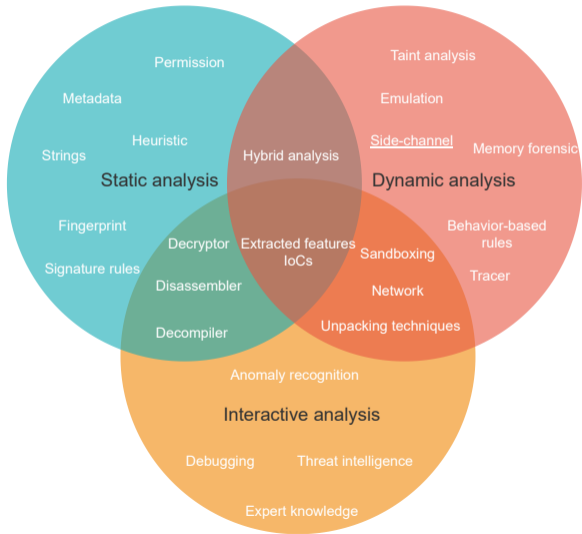 Permission
Metadata
Heuristic
Strings
Static analysis
Fingerprint
Signature rules
Hybrid analysis
Taint analysis
Emulation
Side-channel
Memory forensic
Dynamic analysis
Behavior-based
rules
Tracer
Decryptor
Disassembler
Decompiler
Extracted features
IoCs
Sandboxing
Network
Unpacking techniques
Anomaly recognition
Interactive analysis
Debugging
Threat intelligence
Expert knowledge